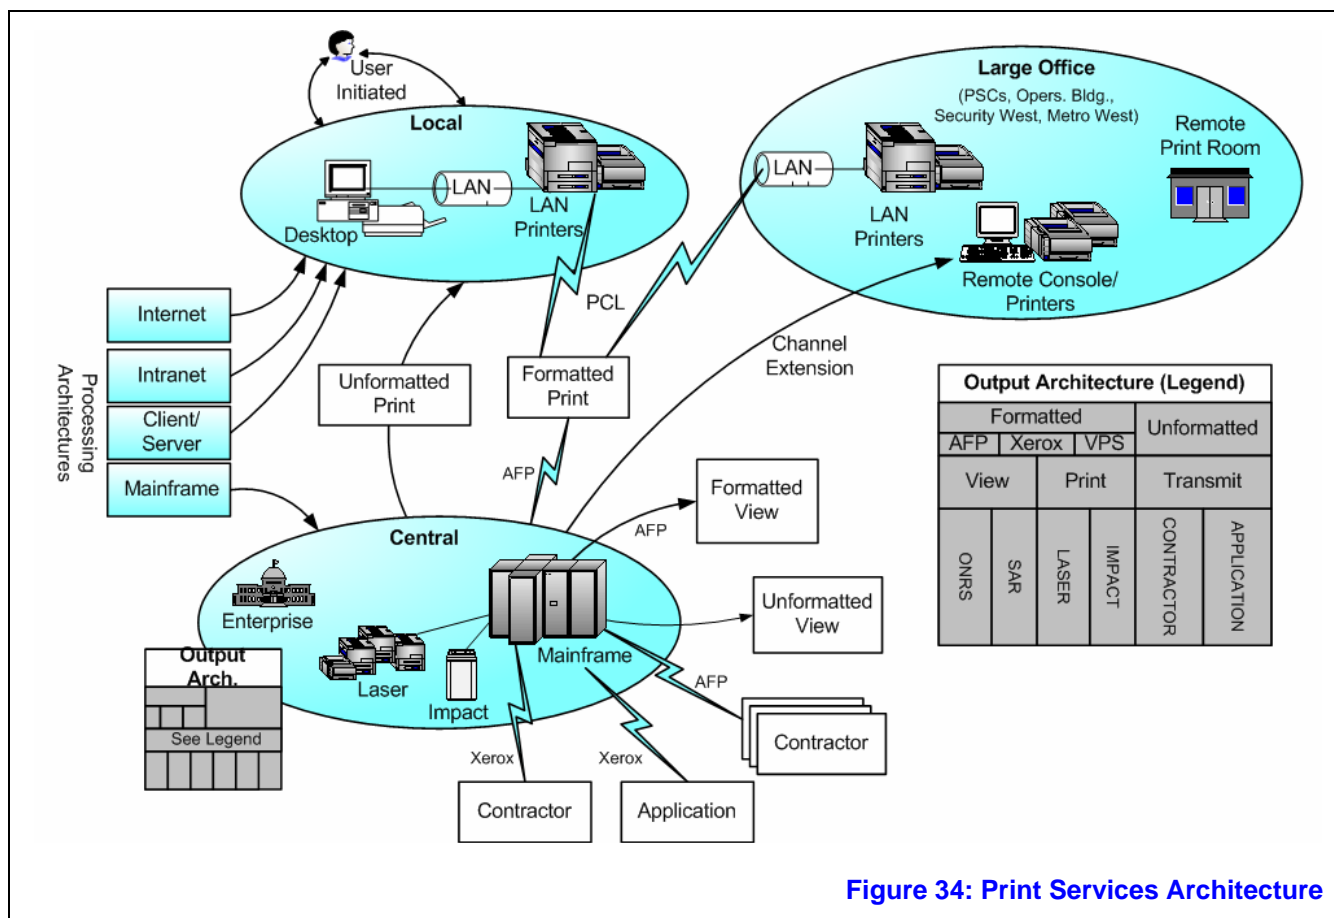 User
Initiated
Local
LAN
Desktop
LAN
Printers
Large Office
(PSCs, Opers. Bldg.,
Security West, Metro West)
Remote
Print Room
LAN
LAN
Printers
Remote Console/
Printers
Processing
Architectures
Internet
Intranet
Client/
Server
Mainframe
Unformatted
Print
Formatted
Print
PCL
AFP
Channel
Extension
Output Architecture (Legend)
Formatted
Unformatted
AFP
Xerox
VPS
View
Print
Transmit
ONRS
SAR
LASER
IMPACT
CONTRACTOR
APPLICATION
Central
Enterprise
Mainframe
Laser
Impact
Output
Arch.
See Legend
AFP
Formatted
View
Unformatted
View
AFP
Contractor
Xerox
Contractor
Xerox
Application
Figure 34: Print Services Architecture